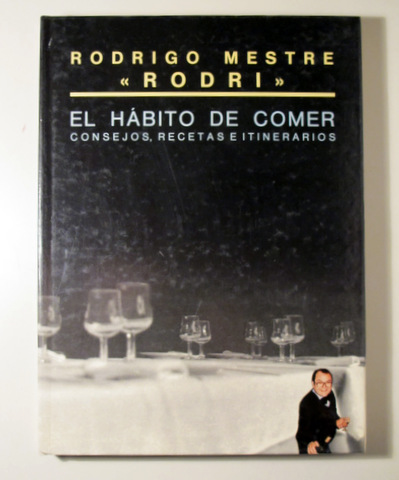 RODRIGO MESTRE
«RODRI»
EL HÁBITO DE COMER
CONSEJOS, RECETAS E ITINERARIOS